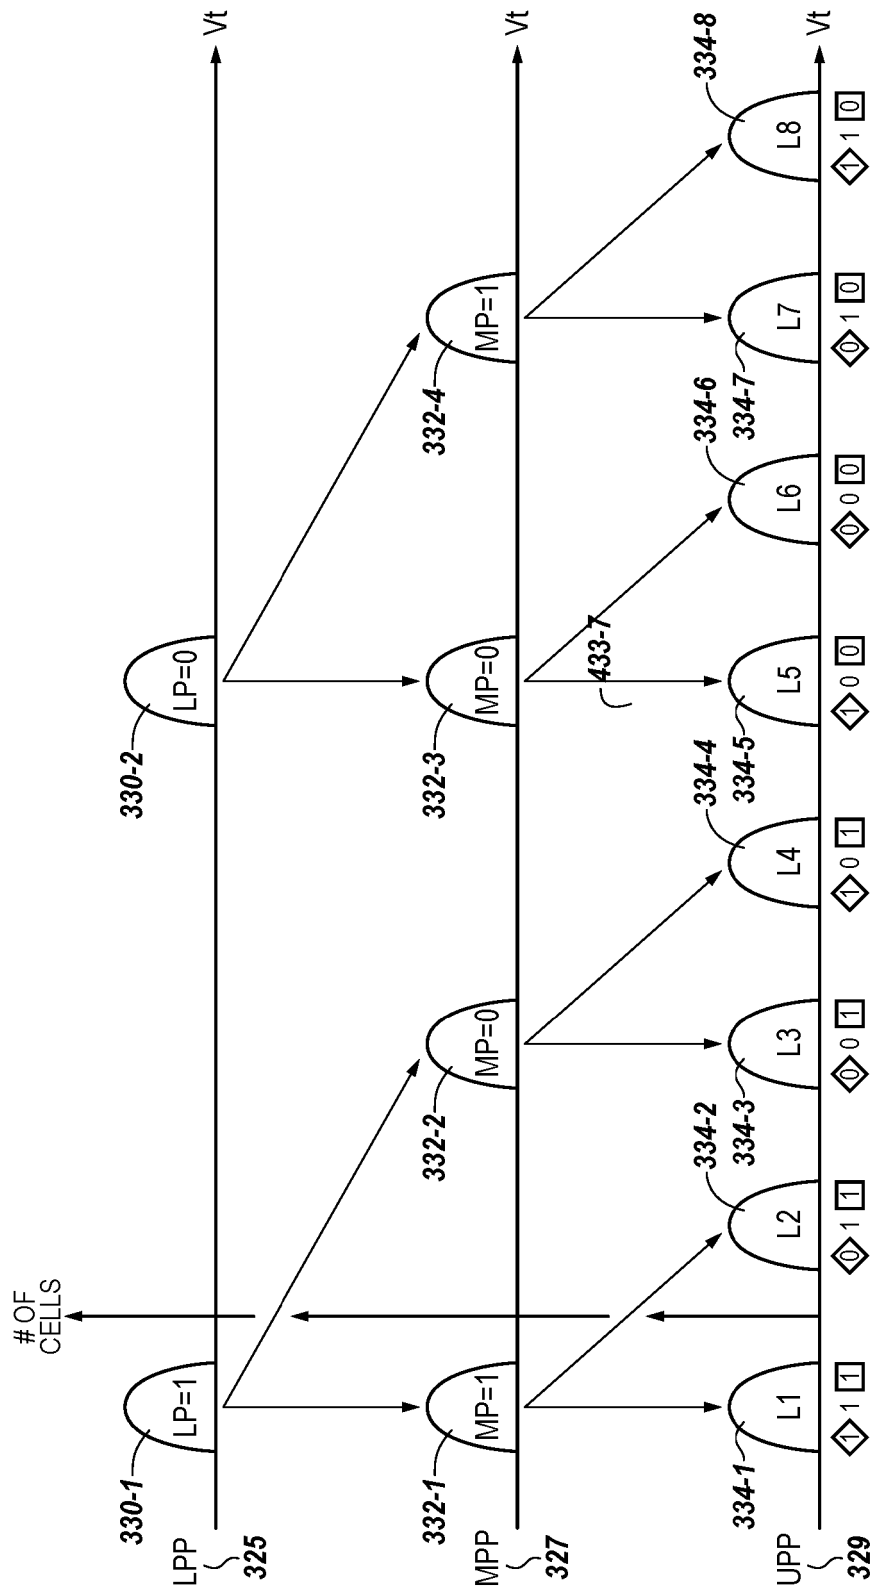 # OF
CELLS
330-1
LP=1
330-2
LP=0
Vt
LPP
325
332-1
MP=1
332-2
MP=0
332-3
MP=0
332-4
MP=1
Vt
MPP
327
433-7
334-2
334-4
334-6
334-8
334-1
334-3
334-5
334-7
L1
L2
L3
L4
L5
L6
L7
L8
Vt
UPP
329
1 1 1
0 1 1
0 0 1
1 0 1
1 0 0
0 0 0
0 1 0
1 1 0